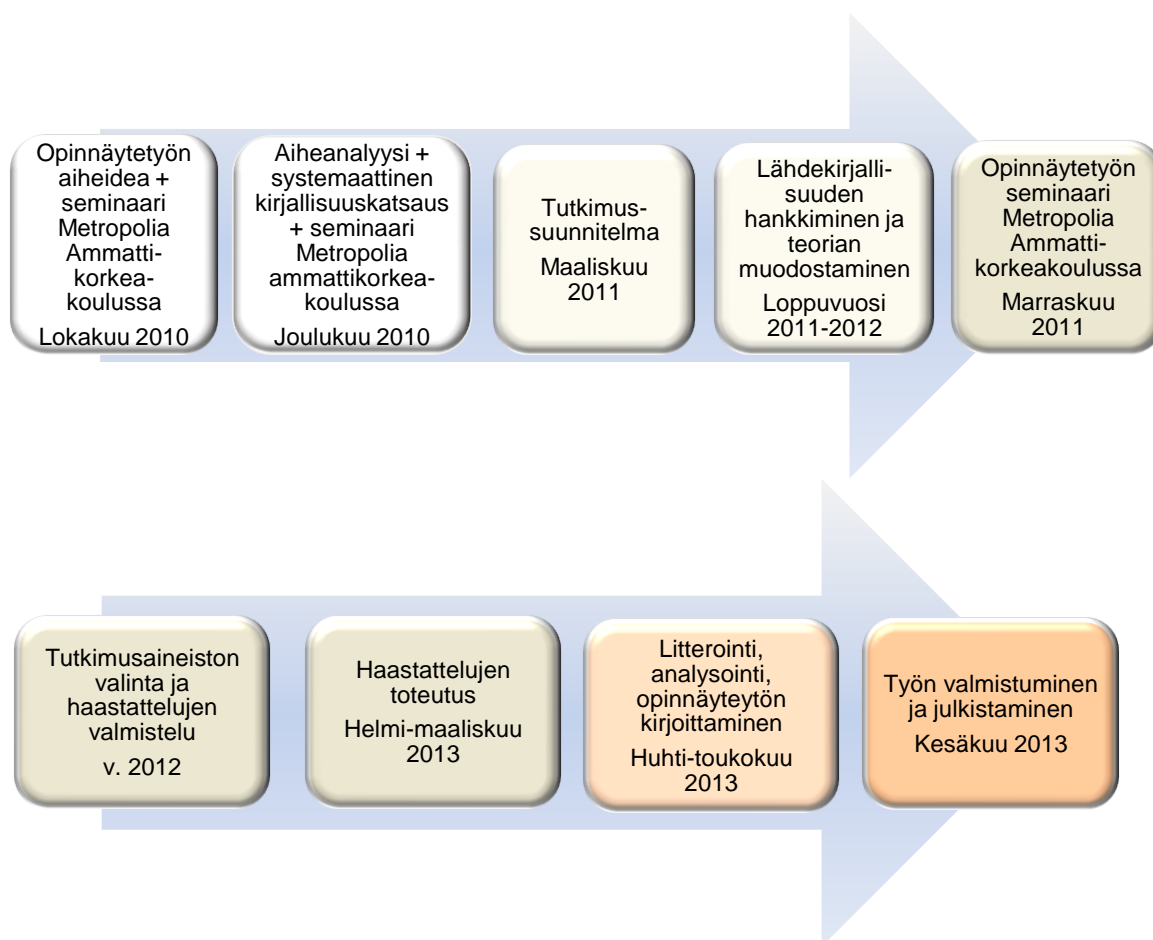 Opinnäytetyön
aiheidea +
seminaari
Metropolia
Ammatti-
korkea-
koulussa
Lokakuu 2010
Aiheanalyysi +
systemaattinen
kirjallisuuskatsaus
+ seminaari
Metropolia
ammattikorkea-
koulussa
Joulukuu 2010
Tutkimus-
suunnitelma
Maaliskuu
2011
Lähdekirjalli-
suuden
hankkiminen ja
teorian
muodostaminen
Loppuvuosi
2011-2012
Opinnäytetyön
seminaari
Metropolia
Ammatti-
korkeakoulussa
Marraskuu
2011
Tutkimusaineiston
valinta ja
haastattelujen
valmistelu
v. 2012
Haastattelujen
toteutus
Helmi-maaliskuu
2013
Litterointi,
analysointi,
opinnäyteytön
kirjoittaminen
Huhti-toukokuu
2013
Työn valmistuminen
ja julkistaminen
Kesäkuu 2013